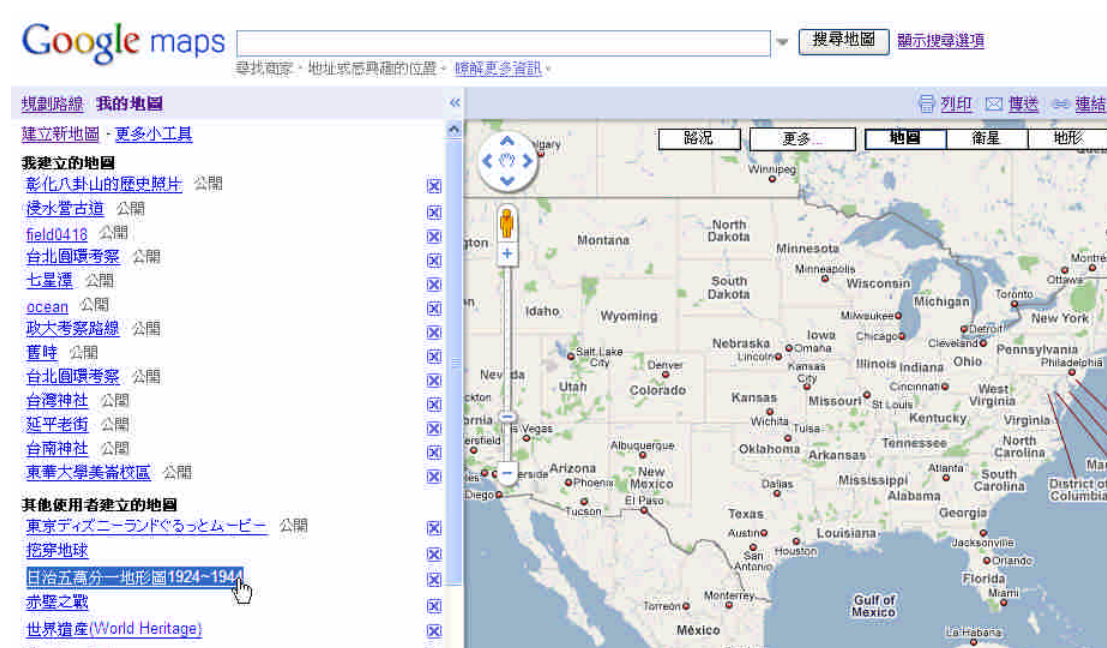 Google maps 搜尋地圖 顯示搜尋選項
尋找商家、地址或感興趣的位置。 瞭解更多資訊。
規劃路線 我的地圖 « 列印 傳送 連結
建立新地圖 - 更多小工具
我建立的地圖
彰化八卦山的歷史照片 公開
浸水營古道 公開
field0418 公開
台北圓環考察 公開
七星潭 公開
ocean 公開
政大考察路線 公開
舊時 公開
台北圓環考察 公開
台灣神社 公開
延平老街 公開
台南神社 公開
東華大學美崙校區 公開
其他使用者建立的地圖
東京ディズニーランドぐるっとムービー 公開
挖穿地球
日治五萬分一地形圖1924~1944
赤壁之戰
世界遺産(World Heritage)
路況 更多... 地圖 衛星 地形
lgary
Winnipeg
North
Dakota
Montana
Minnesota
gton
Montre
Ottawa
Minneapolis
South
Dakota
Wisconsin
Michigan
Toronto
Idaho
Wyoming
Milwaukee
New York
Detroit
Iowa
Chicago
Nebraska
Omaha
Cleveland
Pennsylvania
Salt Lake
City
Lincoln
Illinois
Indiana
Ohio
Philadelphia
Denver
Kansas
City
Nev da
Utah
Colorado
Cincinnati
West
Virginia
ckton
Kansas
Missouri
St Louis
Kentucky
Virginia
ornia
s Vegas
Wichita
Tulsa
ersfield
Albuquerque
Oklahoma
Arkansas
Tennessee
North
Carolina
Arizona
New
Mexico
Atlanta
Mar
les
erside
Phoenix
Dallas
Mississippi
South
Carolina
District of
Columbia
Diego
Tucson
El Paso
Alabama
Texas
Georgia
Austin
Louisiana
Jacksonville
San
Antonio
Houston
Orlando
Florida
Monterrey
Miami
Torreón
Gulf of
Mexico
México
La Habana